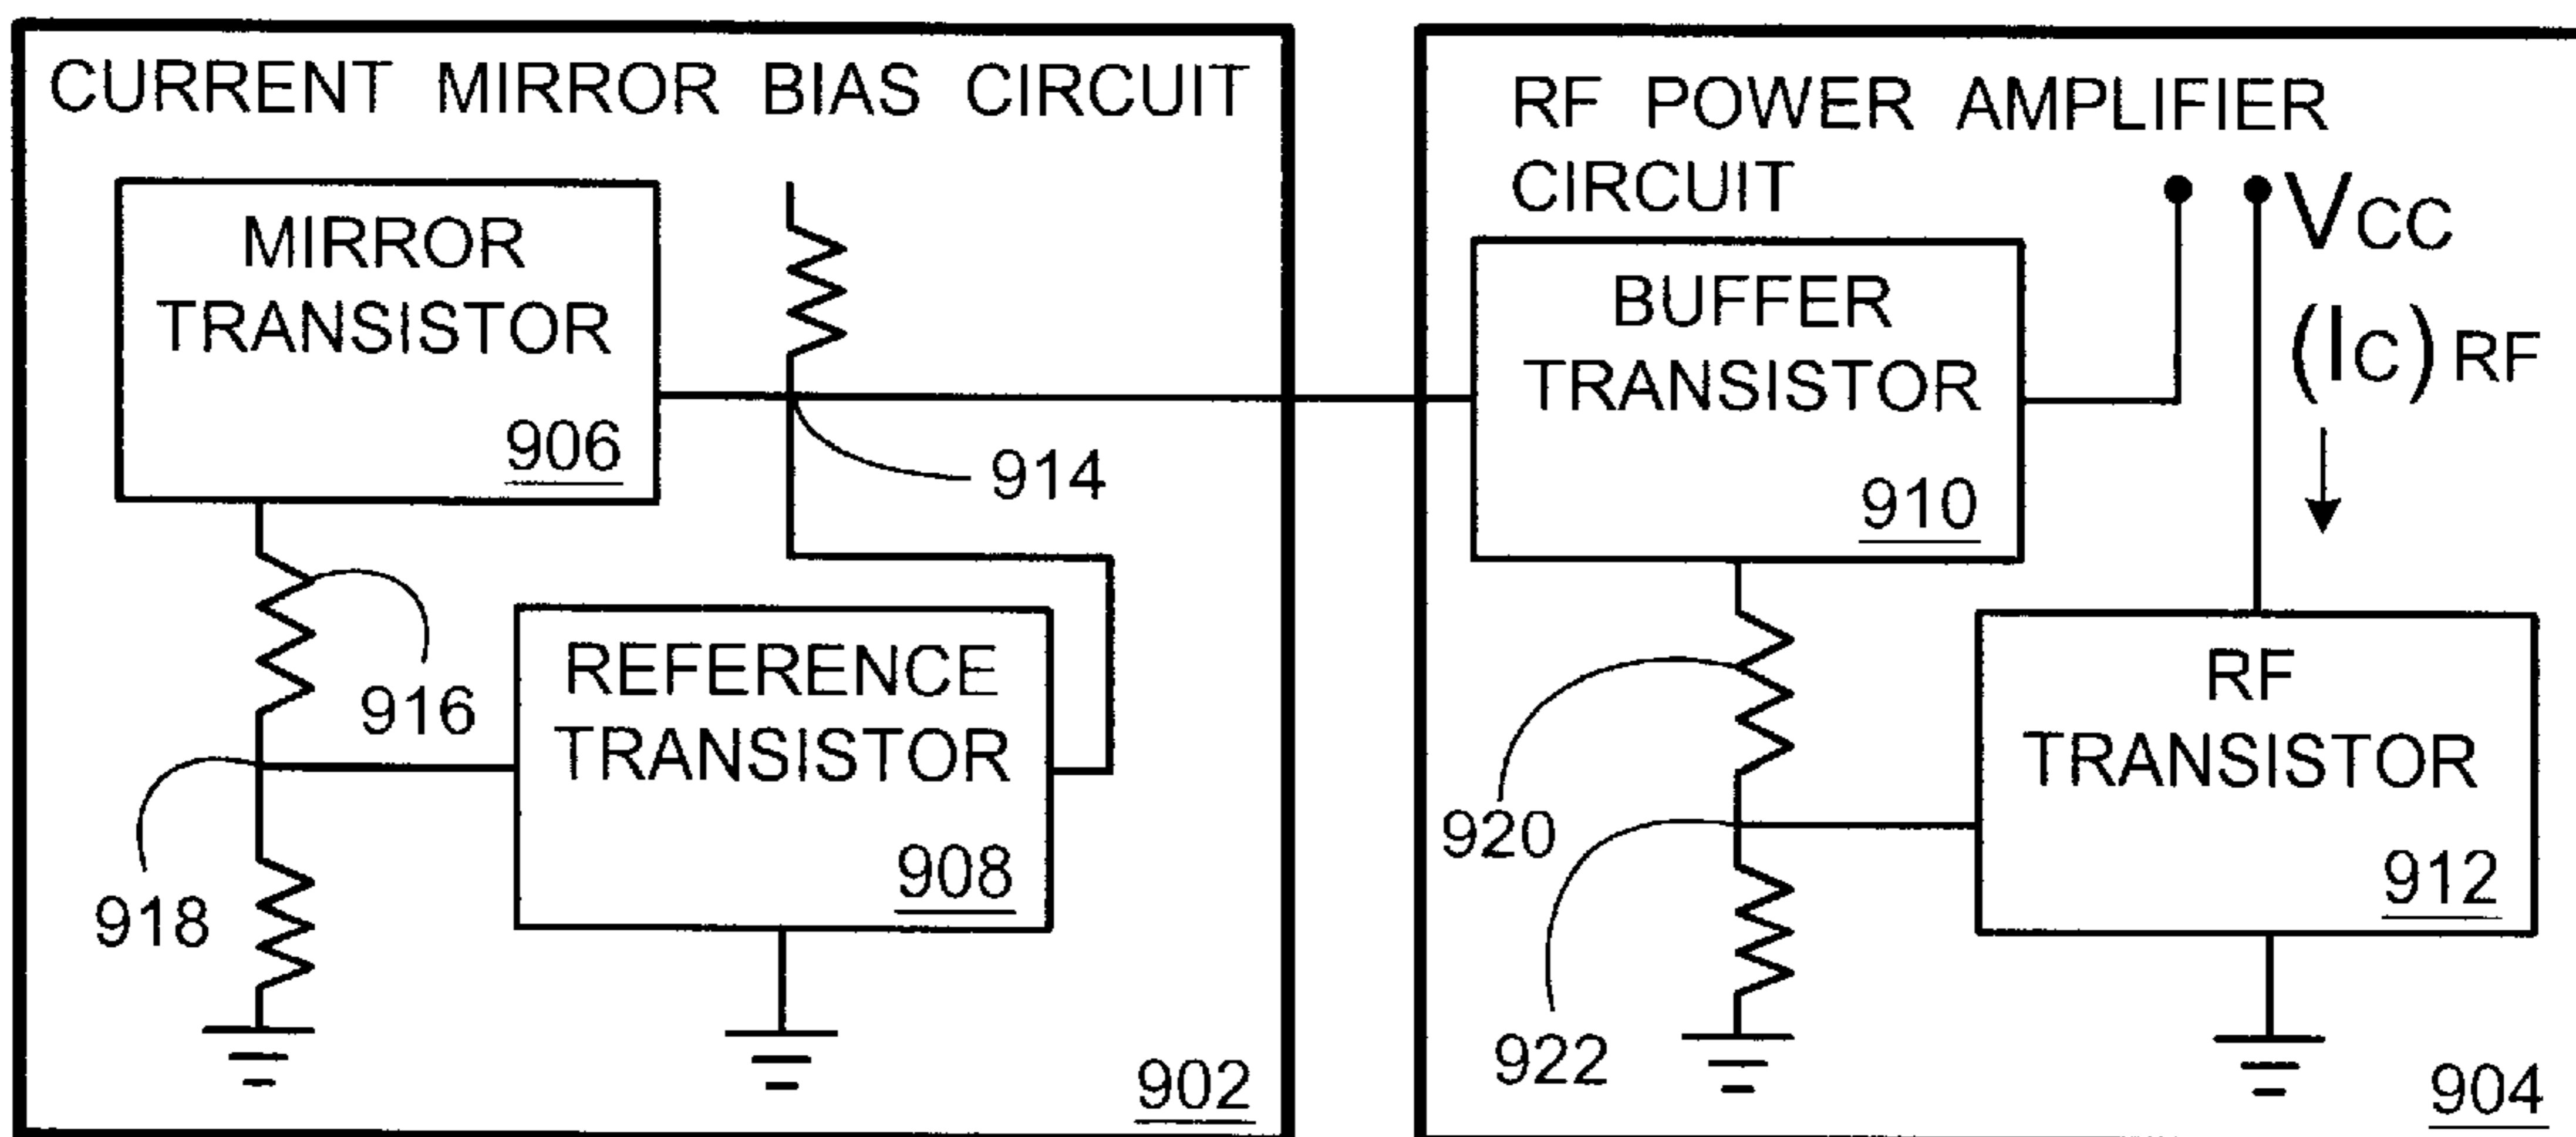 CURRENT MIRROR BIAS CIRCUIT
MIRROR
TRANSISTOR
906
914
916
REFERENCE
TRANSISTOR
908
918
902
RF POWER AMPLIFIER
CIRCUIT
VCC
(IC) RF
BUFFER
TRANSISTOR
910
920
RF
TRANSISTOR
912
922
904